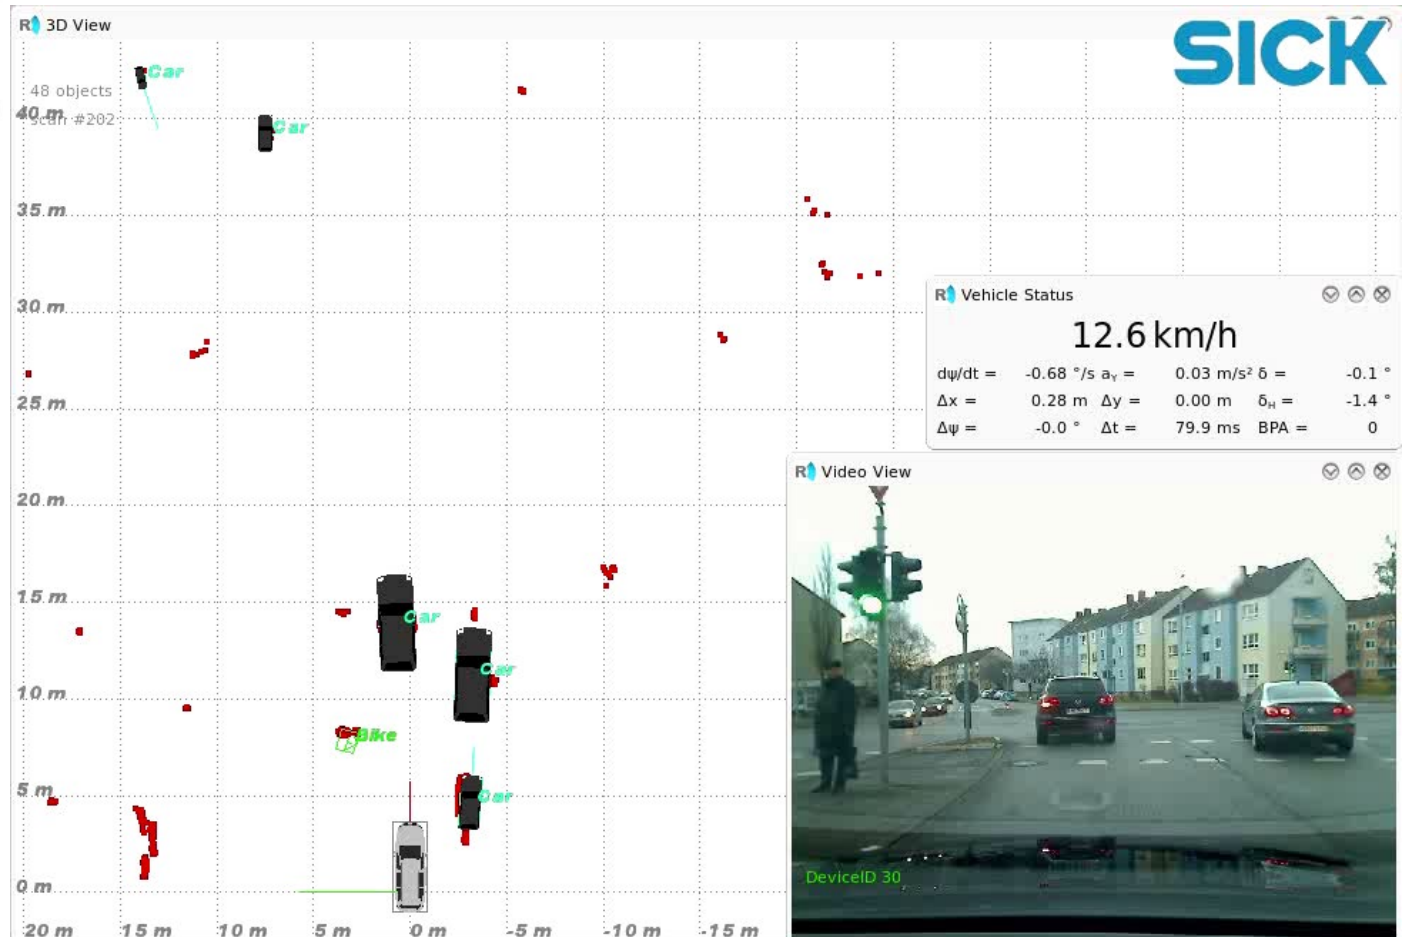 R 3D View
SICK
Car
48 objects
40 m
scan #202
Car
35 m
30 m
R Vehicle Status
12.6 km/h
dψ/dt = -0.68 °/s aY = 0.03 m/s² δ = -0.1 °
Δx = 0.28 m Δy = 0.00 m δH = -1.4 °
Δψ = -0.0 ° Δt = 79.9 ms BPA = 0
25 m
R Video View
20 m
15 m
Car
Car
10 m
Bike
5 m
Car
DeviceID 30
0 m
20 m 15 m 10 m 5 m 0 m -5 m -10 m -15 m